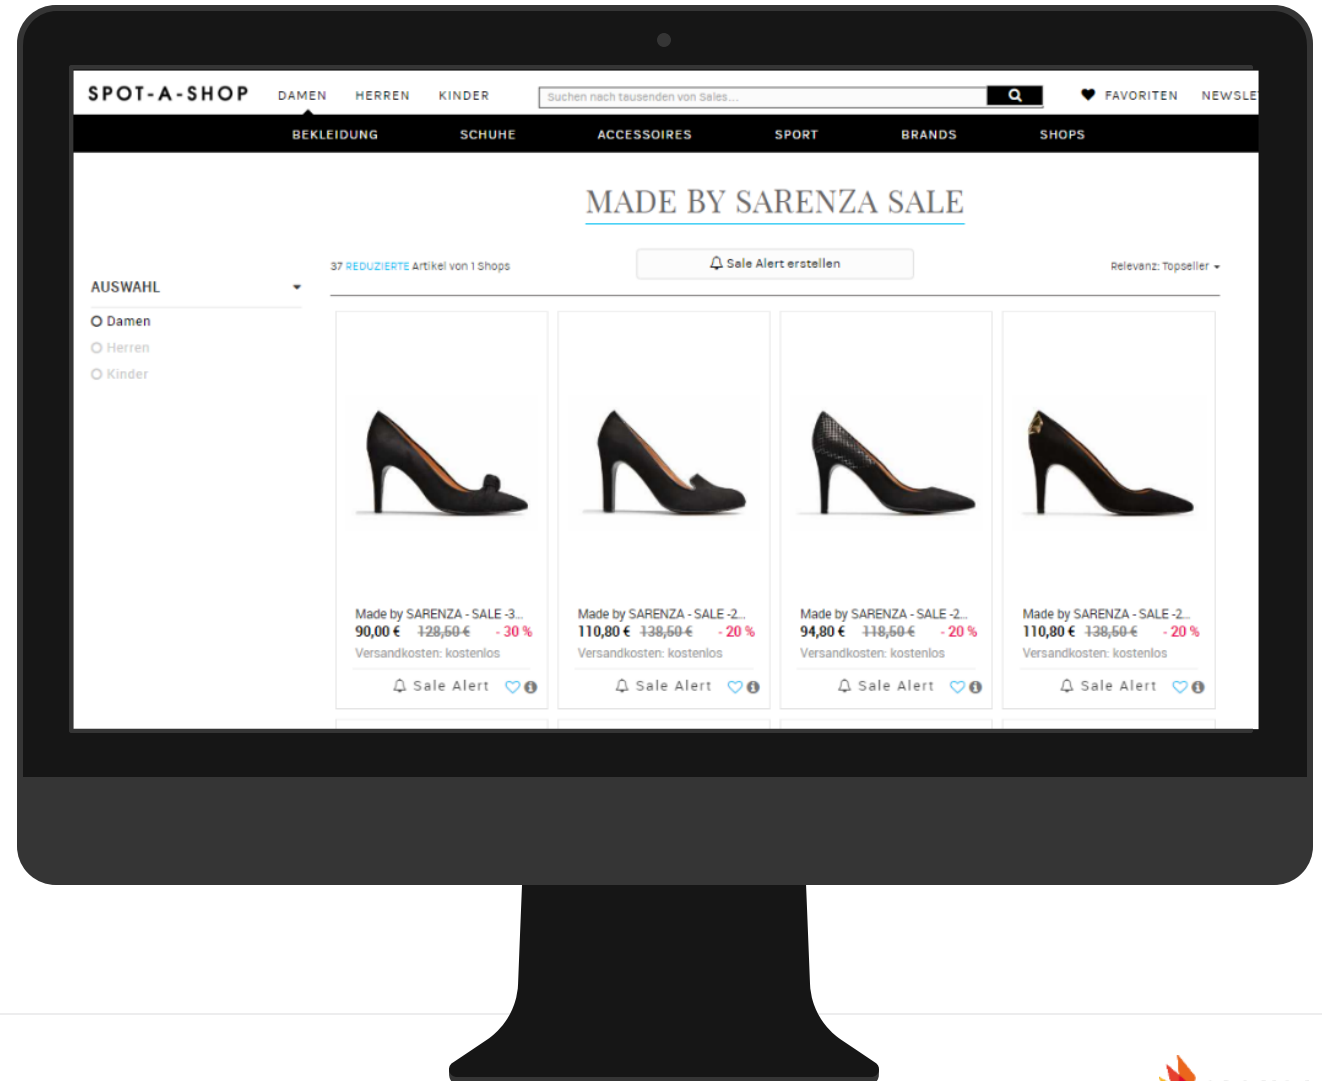 SPOT-A-SHOP DAMEN HERREN KINDER Suchen nach tausenden von Sales... FAVORITEN NEWSLE
BEKLEIDUNG SCHUHE ACCESSOIRES SPORT BRANDS SHOPS
MADE BY SARENZA SALE
37 REDUZIERTE Artikel von 1 Shops Sale Alert erstellen Relevanz: Topseller
AUSWAHL
Damen
Herren
Kinder
Made by SARENZA - SALE -3... Made by SARENZA - SALE -2... Made by SARENZA - SALE -2... Made by SARENZA - SALE -2...
90,00 € 128,50 € - 30 % 110,80 € 138,50 € - 20 % 94,80 € 118,50 € - 20 % 110,80 € 138,50 € - 20 %
Versandkosten: kostenlos Versandkosten: kostenlos Versandkosten: kostenlos Versandkosten: kostenlos
Sale Alert Sale Alert Sale Alert Sale Alert